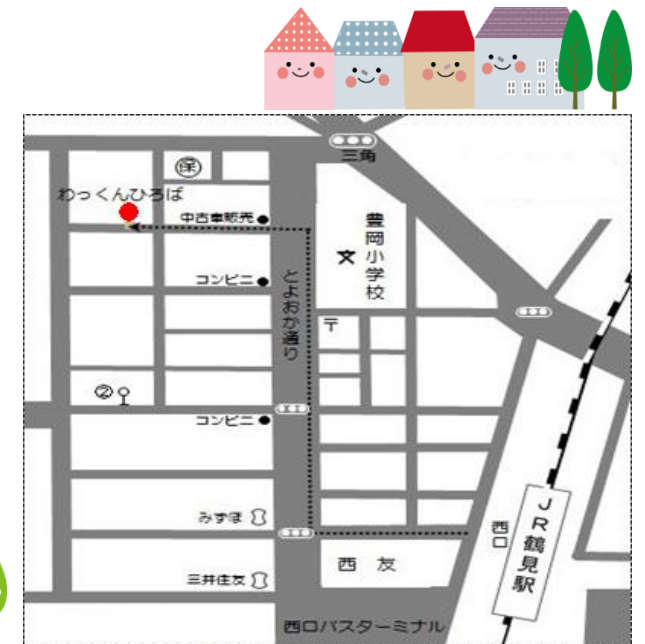 三角
保
わっくんひろば
中古車販売
豊岡小学校
文
コンビニ
とよおか通り
〒
②
コンビニ
みずほ
JR鶴見駅
西口
西友
三井住友
西口バスターミナル